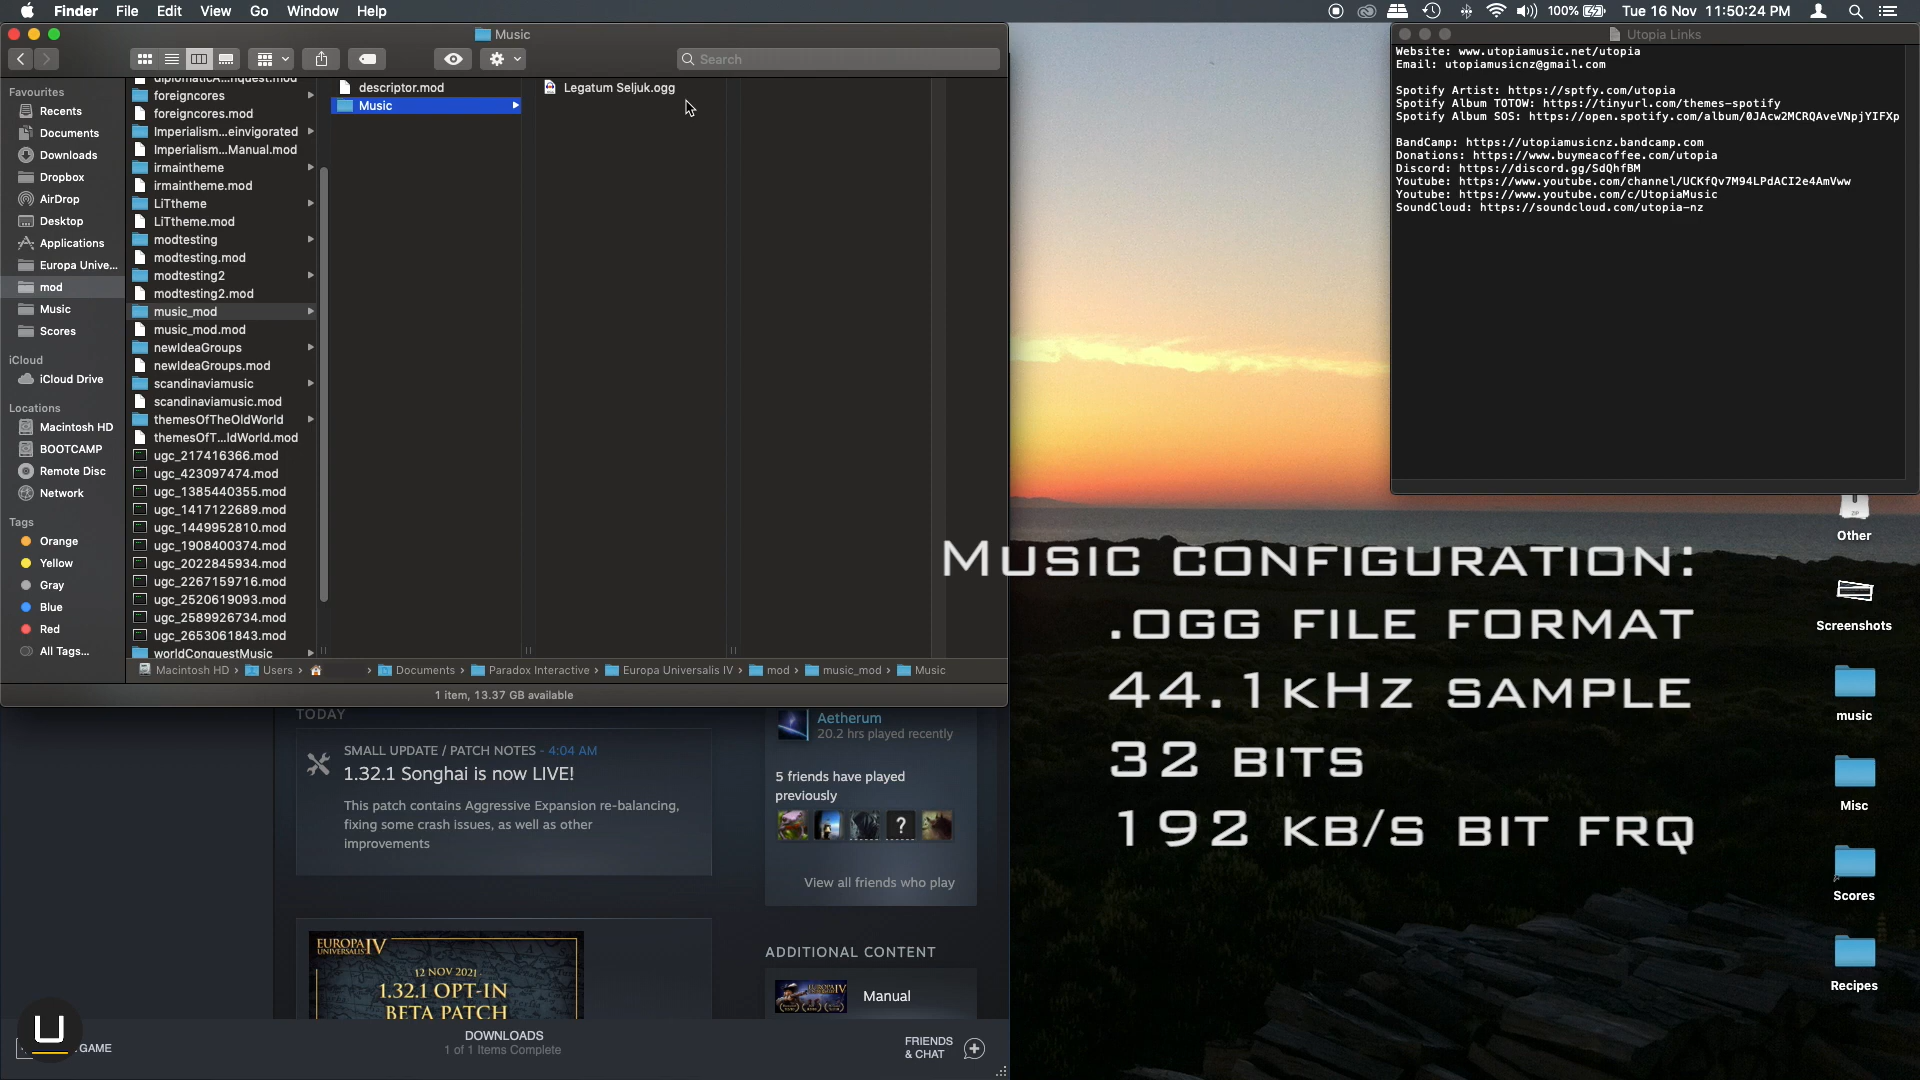 Finder File Edit View Go Window Help
100% Tue 16 Nov 11:50:24 PM
Music
Search
Favourites
Recents
Documents
Downloads
Dropbox
AirDrop
Desktop
Applications
Europa Unive...
mod
Music
Scores
iCloud
iCloud Drive
Locations
Macintosh HD
BOOTCAMP
Remote Disc
Network
Tags
Orange
Yellow
Gray
Blue
Red
All Tags...
foreigncores
foreigncores.mod
Imperialism...einvigorated
Imperialism...Manual.mod
irmaintheme
irmaintheme.mod
LiTtheme
LiTtheme.mod
modtesting
modtesting.mod
modtesting2
modtesting2.mod
music_mod
music_mod.mod
newIdeaGroups
newIdeaGroups.mod
scandinaviamusic
scandinaviamusic.mod
themesOfTheOldWorld
themesOfT...ldWorld.mod
ugc_217416366.mod
ugc_423097474.mod
ugc_1385440355.mod
ugc_1417122689.mod
ugc_1449952810.mod
ugc_1908400374.mod
ugc_2022845934.mod
ugc_2267159716.mod
ugc_2520619093.mod
ugc_2589926734.mod
ugc_2653061843.mod
worldConquestMusic
descriptor.mod
Music
Legatum Seljuk.ogg
Macintosh HD › Users › › Documents › Paradox Interactive › Europa Universalis IV › mod › music_mod › Music
1 item, 13.37 GB available
Utopia Links
Website: www.utopiamusic.net/utopia
Email: utopiamusicnz@gmail.com
Spotify Artist: https://sptfy.com/utopia
Spotify Album TOTOW: https://tinyurl.com/themes-spotify
Spotify Album SOS: https://open.spotify.com/album/0JAcw2MCRQAveVNpjYIFXp
BandCamp: https://utopiamusicnz.bandcamp.com
Donations: https://www.buymeacoffee.com/utopia
Discord: https://discord.gg/SdQhfBM
Youtube: https://www.youtube.com/channel/UCKfQv7M94LPdACI2e4AmVww
Youtube: https://www.youtube.com/c/UtopiaMusic
SoundCloud: https://soundcloud.com/utopia-nz
Music configuration:
.ogg file format
44.1kHz sample
32 bits
192 kb/s bit frq
ZIP
Other
Screenshots
music
Misc
Scores
Recipes
TODAY
SMALL UPDATE / PATCH NOTES - 4:04 AM
1.32.1 Songhai is now LIVE!
This patch contains Aggressive Expansion re-balancing,
fixing some crash issues, as well as other
improvements
Aetherum
20.2 hrs played recently
5 friends have played
previously
?
View all friends who play
EUROPA IV
UNIVERSALIS
12 NOV 2021
1.32.1 OPT-IN
BETA PATCH
ADDITIONAL CONTENT
EUROPA IV
Manual
U
GAME
DOWNLOADS
1 of 1 Items Complete
FRIENDS
& CHAT